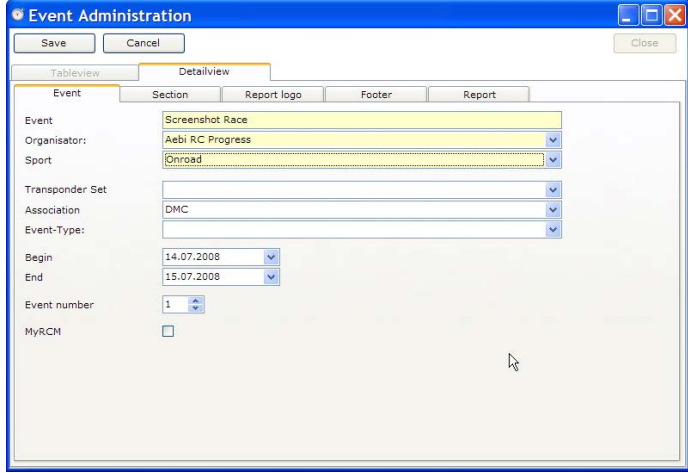 Event Administration
Save Cancel Close
Tableview Detailview
Event Section Report logo Footer Report
Event Screenshot Race
Organisator: Aebi RC Progress
Sport Onroad
Transponder Set
Association DMC
Event-Type:
Begin 14.07.2008
End 15.07.2008
Event number 1
MyRCM